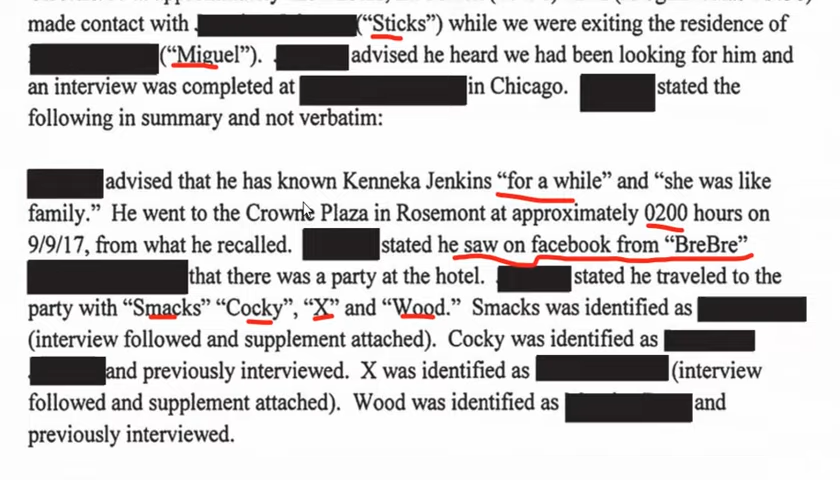 made contact with ("Sticks") while we were exiting the residence of
("Miguel"). advised he heard we had been looking for him and
an interview was completed at in Chicago. stated the
following in summary and not verbatim:
advised that he has known Kenneka Jenkins "for a while" and "she was like
family." He went to the Crowne Plaza in Rosemont at approximately 0200 hours on
9/9/17, from what he recalled. stated he saw on facebook from "BreBre"
that there was a party at the hotel. stated he traveled to the
party with "Smacks" "Cocky", "X" and "Wood." Smacks was identified as
(interview followed and supplement attached). Cocky was identified as
and previously interviewed. X was identified as (interview
followed and supplement attached). Wood was identified as and
previously interviewed.